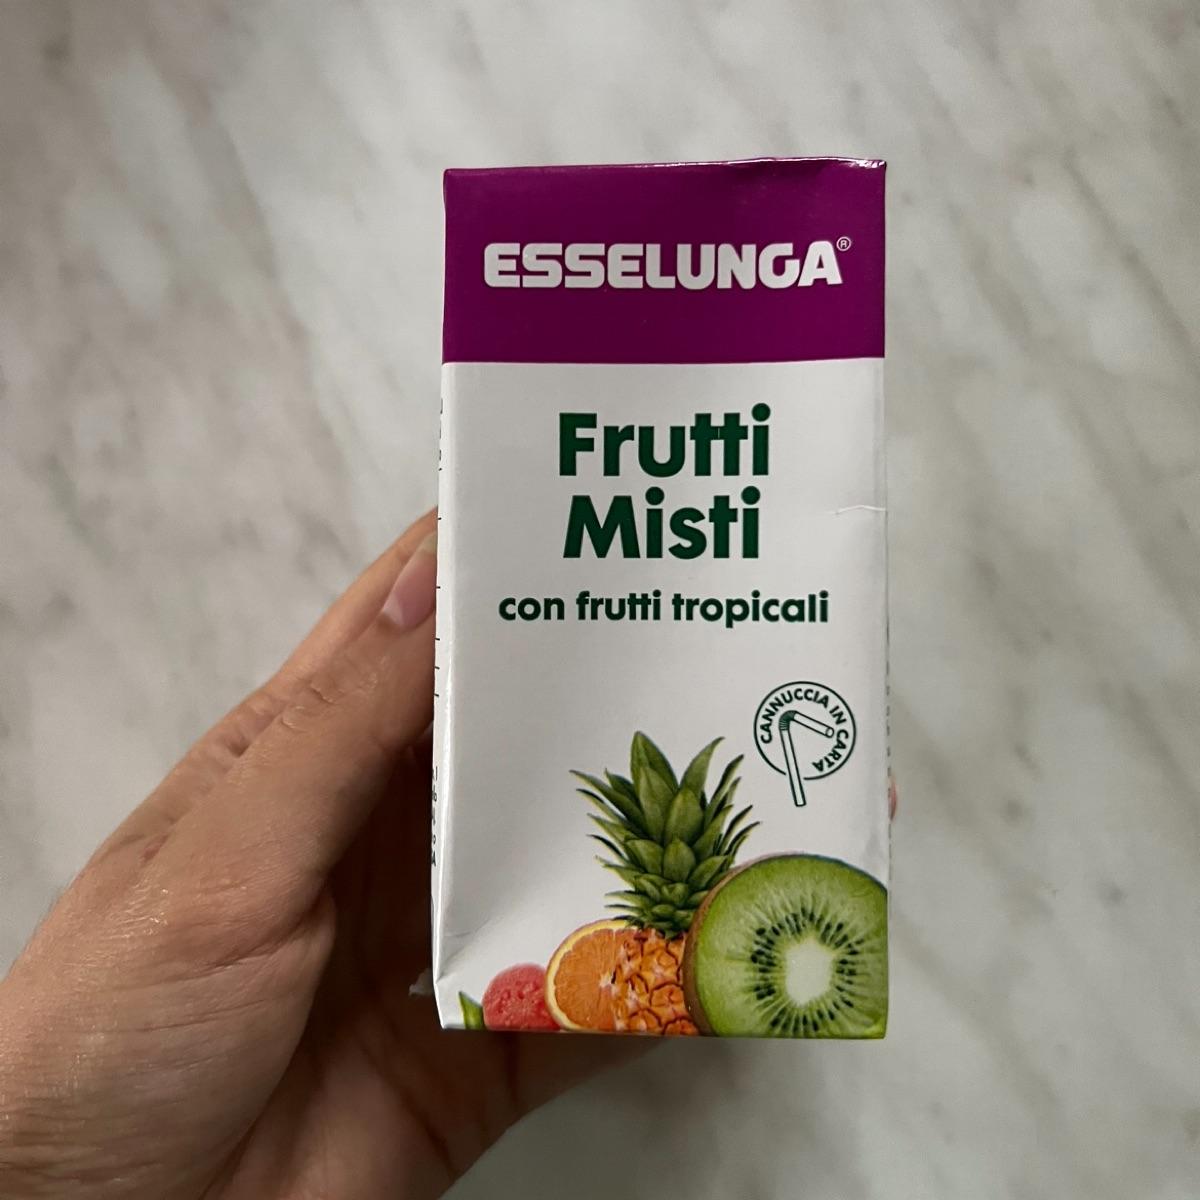 ESSELUNGA®
Frutti
Misti
con frutti tropicali
CANNUCCIA IN CARTA